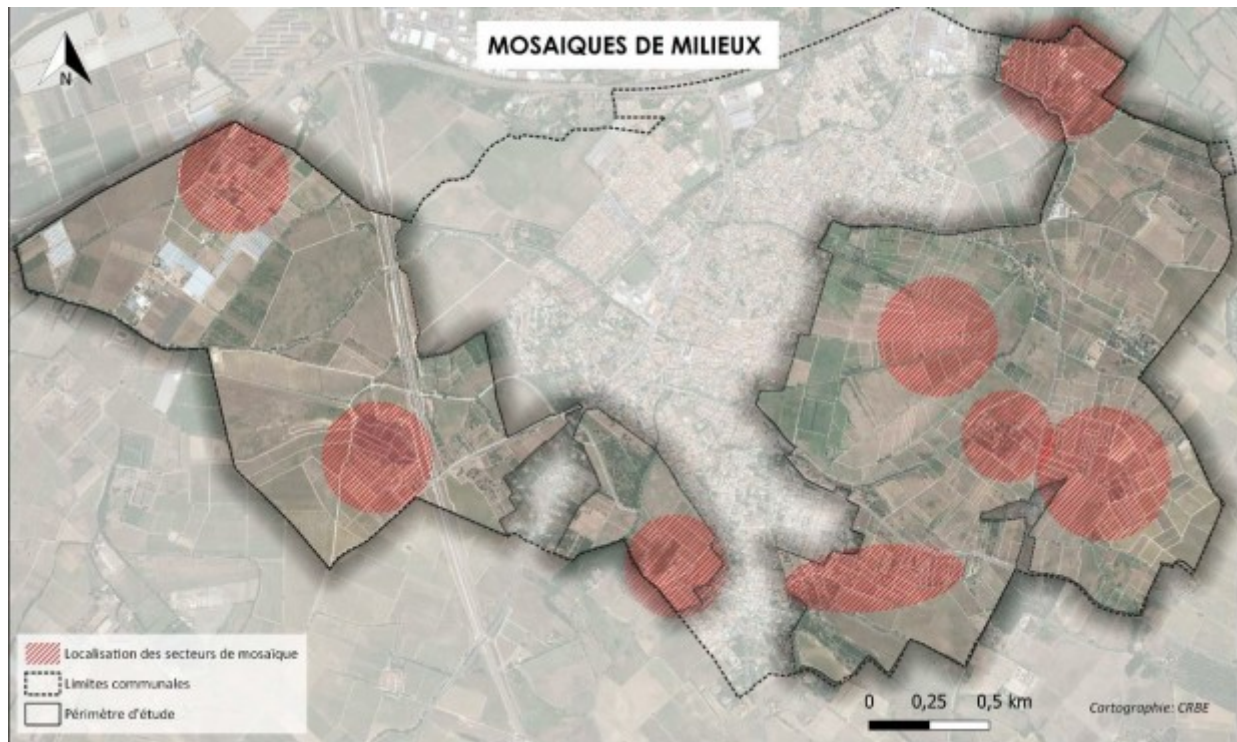 MOSAIQUES DE MILIEUX
N
Localisation des secteurs de mosaïque
Limites communales
Périmètre d'étude
0 0,25 0,5 km
Cartographie: CRBE